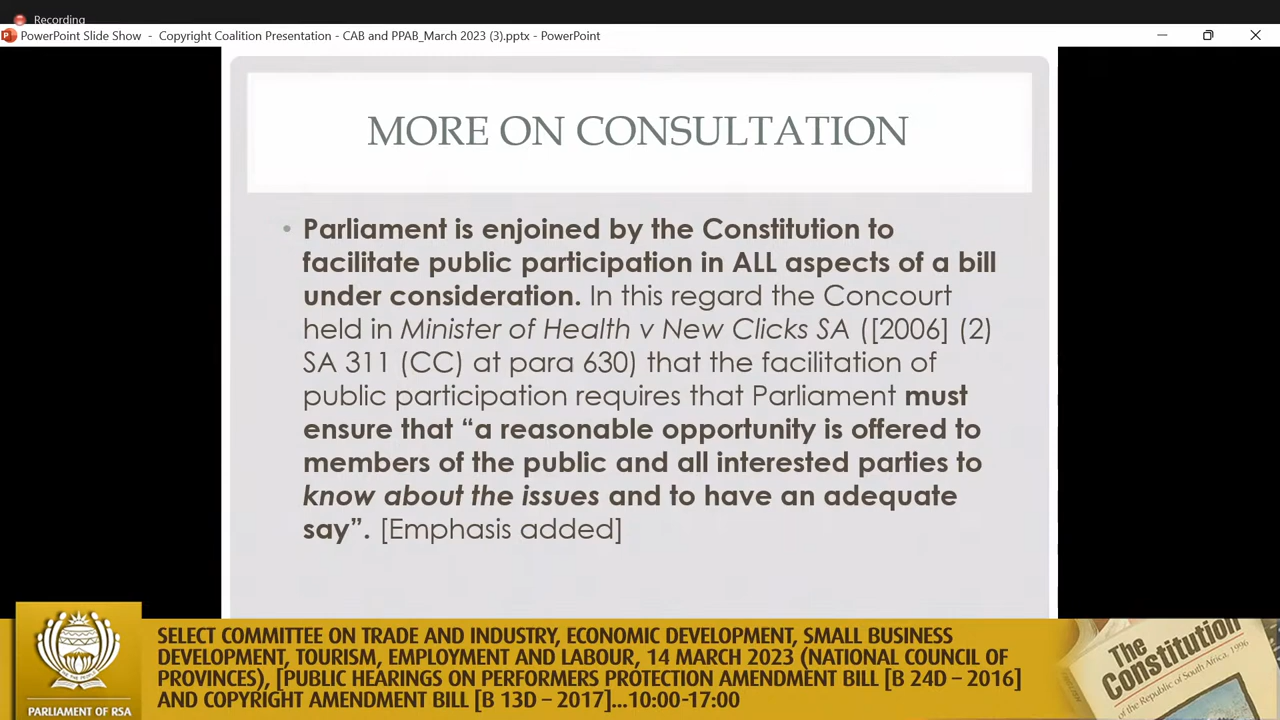 Recording
PowerPoint Slide Show - Copyright Coalition Presentation - CAB and PPAB_March 2023 (3).pptx - PowerPoint
MORE ON CONSULTATION
• Parliament is enjoined by the Constitution to
facilitate public participation in ALL aspects of a bill
under consideration. In this regard the Concourt
held in Minister of Health v New Clicks SA ([2006] (2)
SA 311 (CC) at para 630) that the facilitation of
public participation requires that Parliament must
ensure that “a reasonable opportunity is offered to
members of the public and all interested parties to
know about the issues and to have an adequate
say”. [Emphasis added]
SELECT COMMITTEE ON TRADE AND INDUSTRY, ECONOMIC DEVELOPMENT, SMALL BUSINESS
DEVELOPMENT, TOURISM, EMPLOYMENT AND LABOUR, 14 MARCH 2023 (NATIONAL COUNCIL OF
PROVINCES), [PUBLIC HEARINGS ON PERFORMERS PROTECTION AMENDMENT BILL [B 24D – 2016]
AND COPYRIGHT AMENDMENT BILL [B 13D – 2017]...10:00-17:00
PARLIAMENT OF RSA
The
Constitution
of the Republic of South Africa, 1996